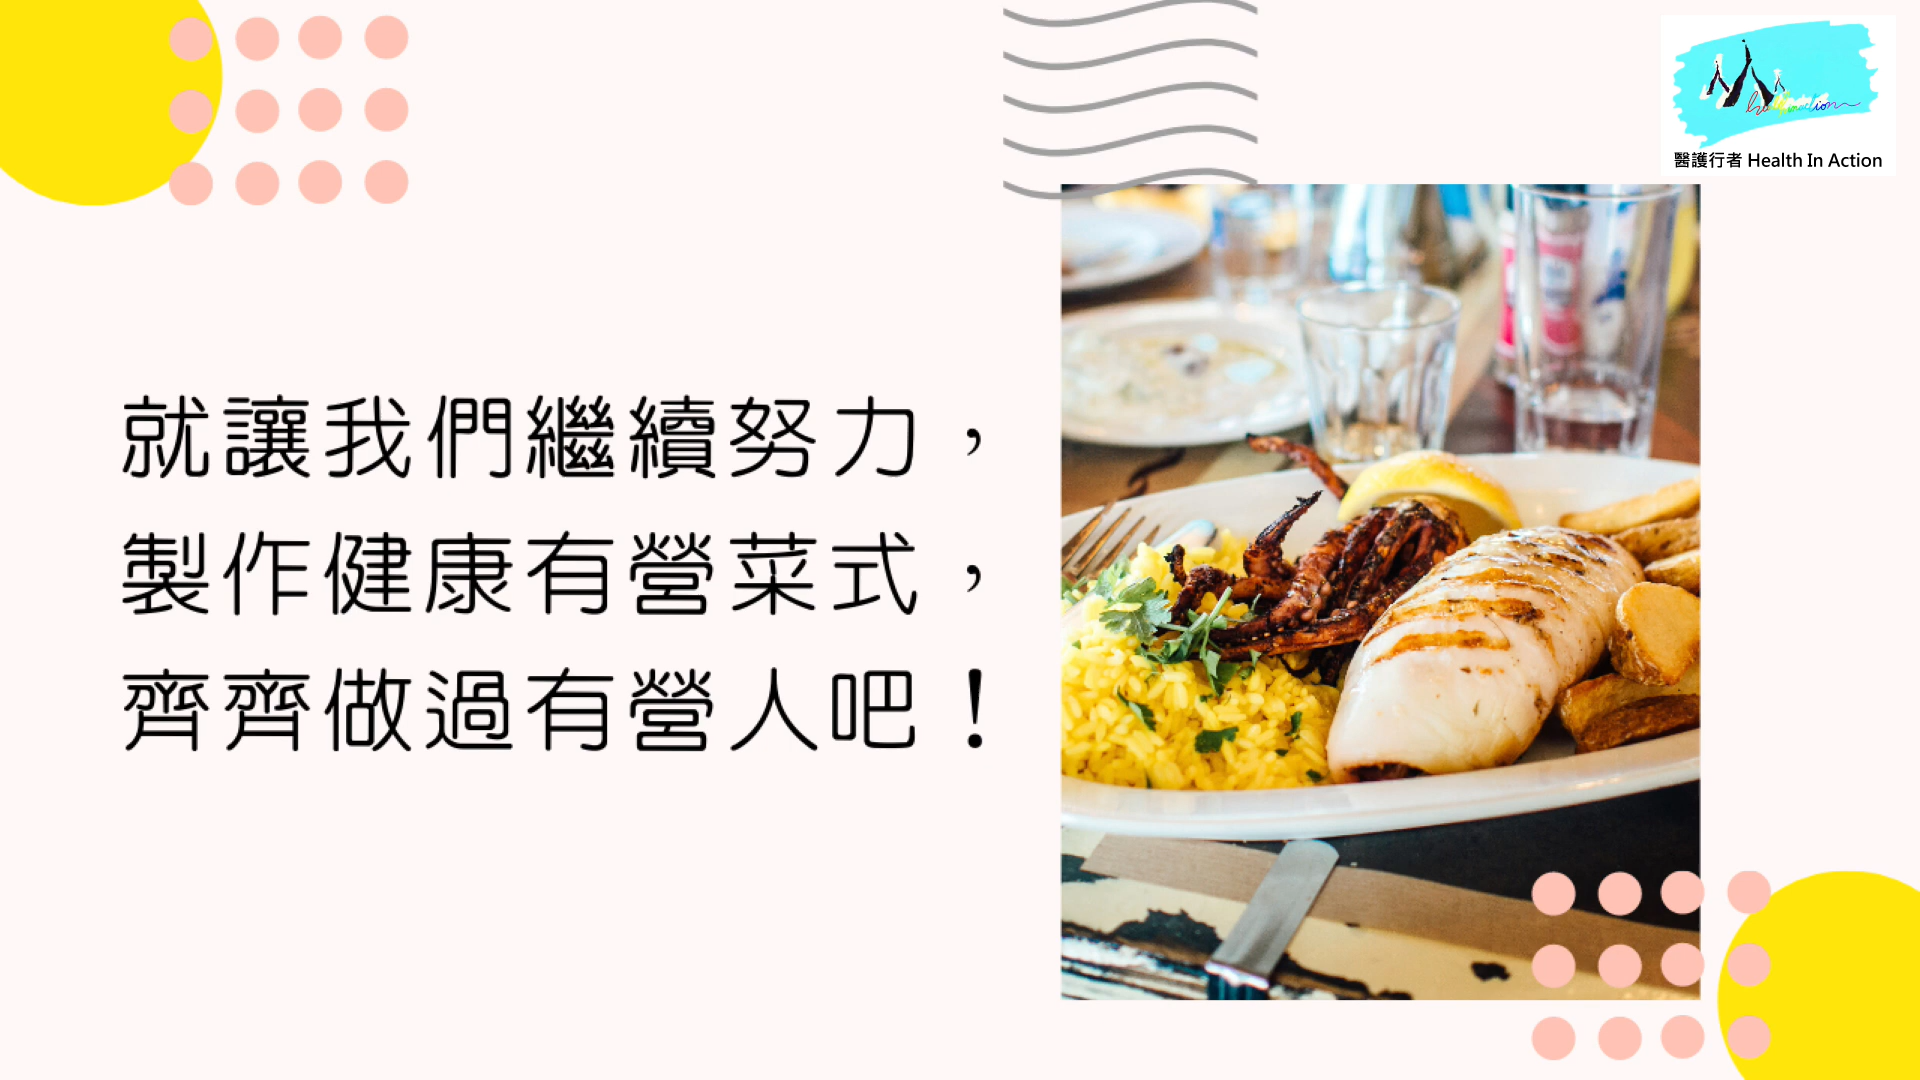 醫護行者 Health In Action
就讓我們繼續努力，
製作健康有營菜式，
齊齊做過有營人吧！